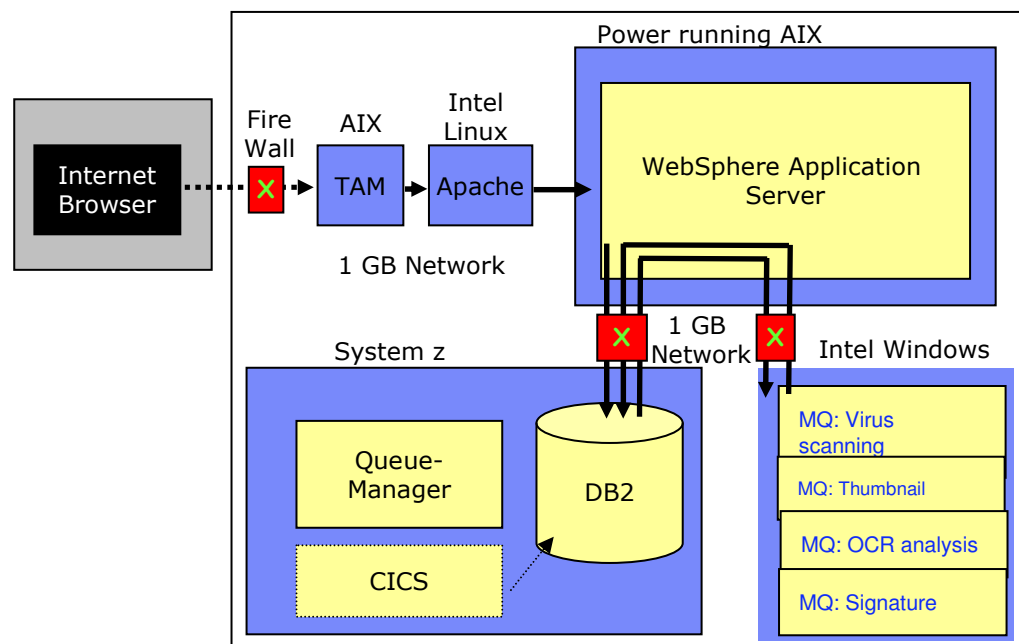 Power running AIX
Fire
Wall
AIX
Intel
Linux
Internet
Browser
X
TAM
Apache
WebSphere Application
Server
1 GB Network
X
1 GB
Network
X
System z
Intel Windows
Queue-
Manager
DB2
CICS
MQ: Virus
scanning
MQ: Thumbnail
MQ: OCR analysis
MQ: Signature